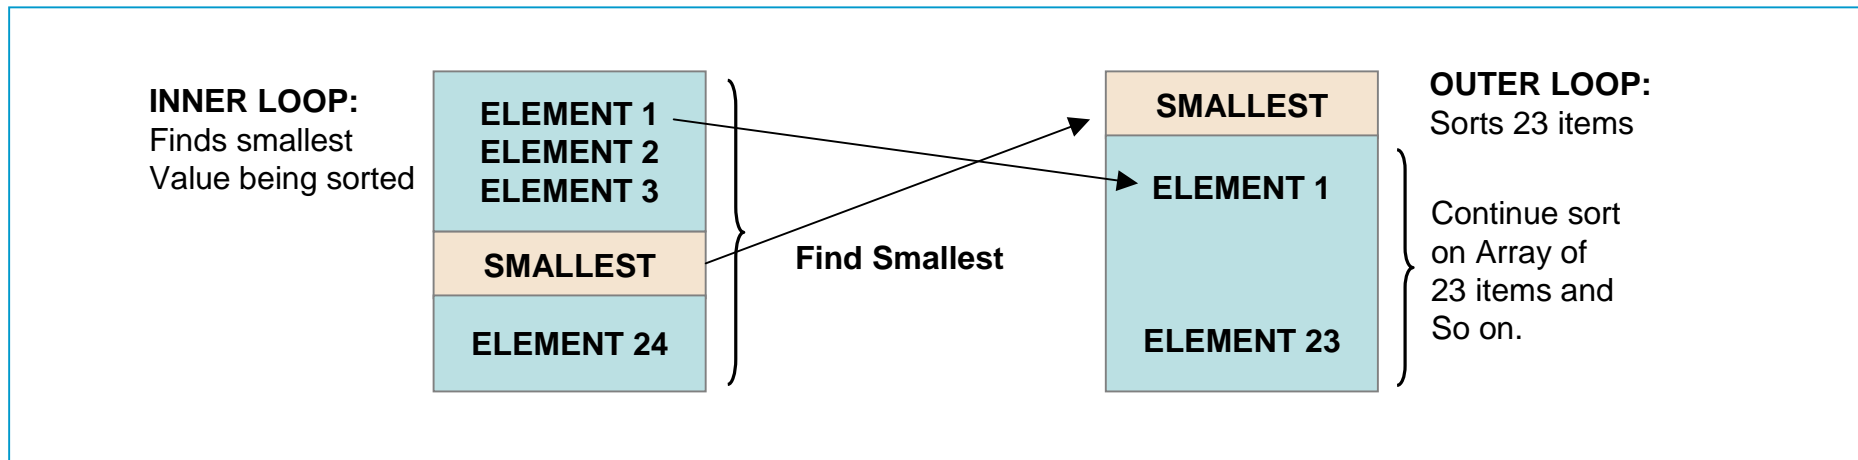 INNER LOOP:
Finds smallest
Value being sorted
ELEMENT 1
ELEMENT 2
ELEMENT 3
SMALLEST
ELEMENT 24
Find Smallest
SMALLEST
ELEMENT 1
ELEMENT 23
OUTER LOOP:
Sorts 23 items
Continue sort
on Array of
23 items and
So on.